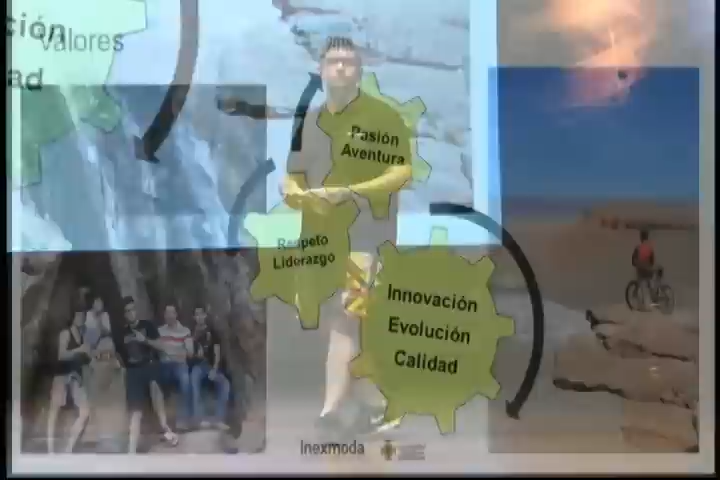 ción
Valores
ad
Pasión
Aventura
Respeto
Liderazgo
Innovación
Evolución
Calidad
Inexmoda